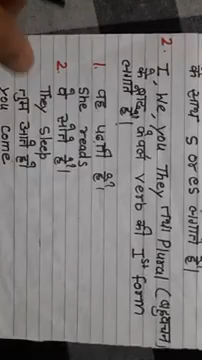 के साथ s or es लगाते हैं।
2. I, We, you, They तथा Plural (बहुवचन)
के शब्दों के साथ verb की Ist form
लगाते हैं।
1. वह पढ़ती है।
She reads
2. वे सोते हैं।
They Sleep
तुम आते हो
you come